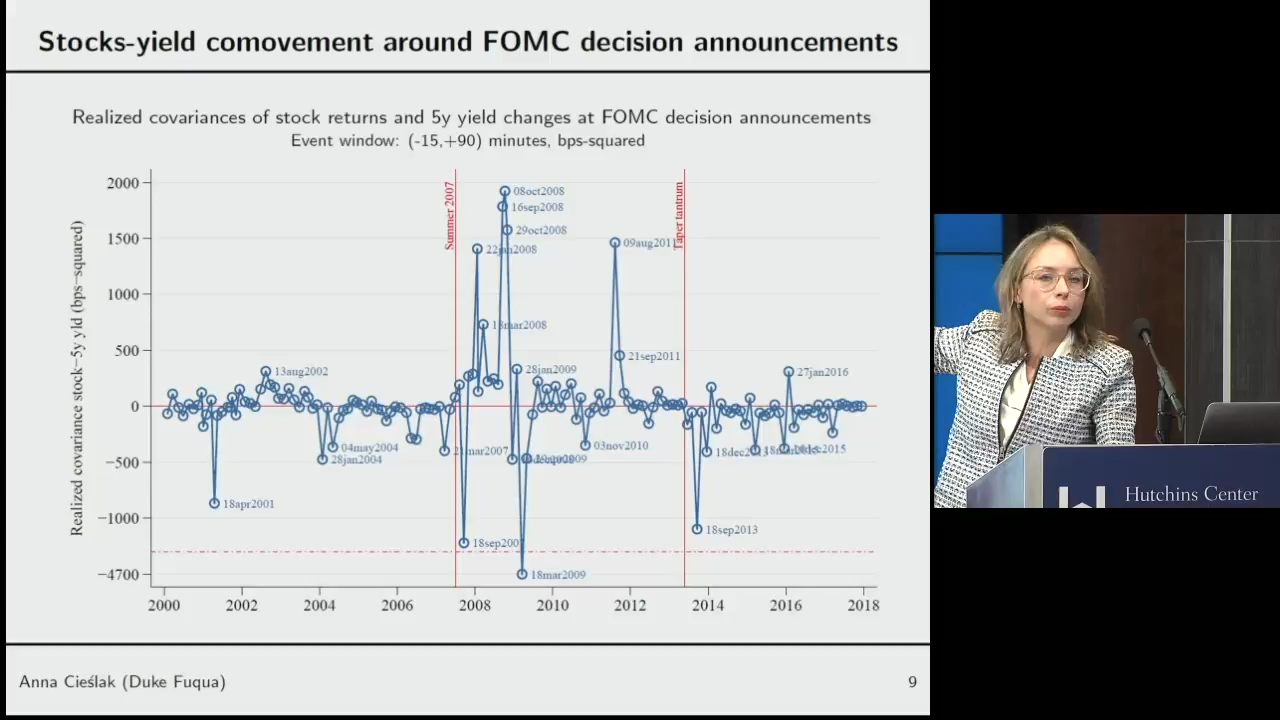 Stocks-yield comovement around FOMC decision announcements
Realized covariances of stock returns and 5y yield changes at FOMC decision announcements
Event window: (-15,+90) minutes, bps-squared
Realized covariance stock−5y yld (bps−squared)
2000
1500
1000
500
0
−500
−1000
−4700
Summer 2007
Taper tantrum
08oct2008
16sep2008
29oct2008
22jan2008
09aug2011
18mar2008
21sep2011
13aug2002
28jan2009
27jan2016
04may2004
28jan2004
21mar2007
03nov2010
18dec2013
18apr2001
18sep2007
18sep2013
18mar2009
2000 2002 2004 2006 2008 2010 2012 2014 2016 2018
Anna Cieślak (Duke Fuqua)
9
Hutchins Center